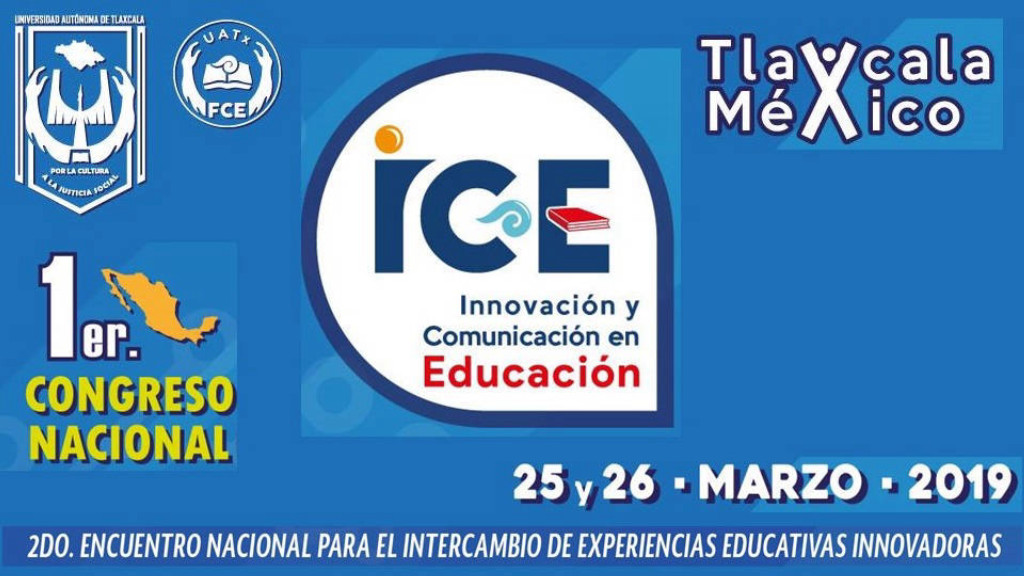 UNIVERSIDAD AUTÓNOMA DE TLAXCALA
POR LA CULTURA
A LA JUSTICIA SOCIAL
UATx
FCE
Tlaxcala
México
iCE
Innovación y
Comunicación en
Educación
1er.
CONGRESO
NACIONAL
25 y 26 · MARZO · 2019
2DO. ENCUENTRO NACIONAL PARA EL INTERCAMBIO DE EXPERIENCIAS EDUCATIVAS INNOVADORAS